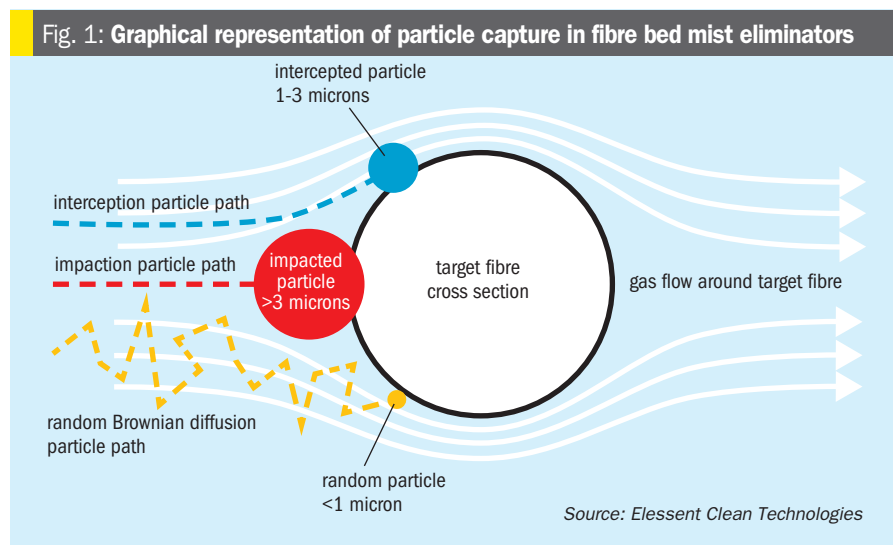 Fig. 1: Graphical representation of particle capture in fibre bed mist eliminators
intercepted particle
1-3 microns
interception particle path
impaction particle path
impacted
particle
>3 microns
target fibre
cross section
gas flow around target fibre
random Brownian diffusion
particle path
random particle
<1 micron
Source: Elessent Clean Technologies